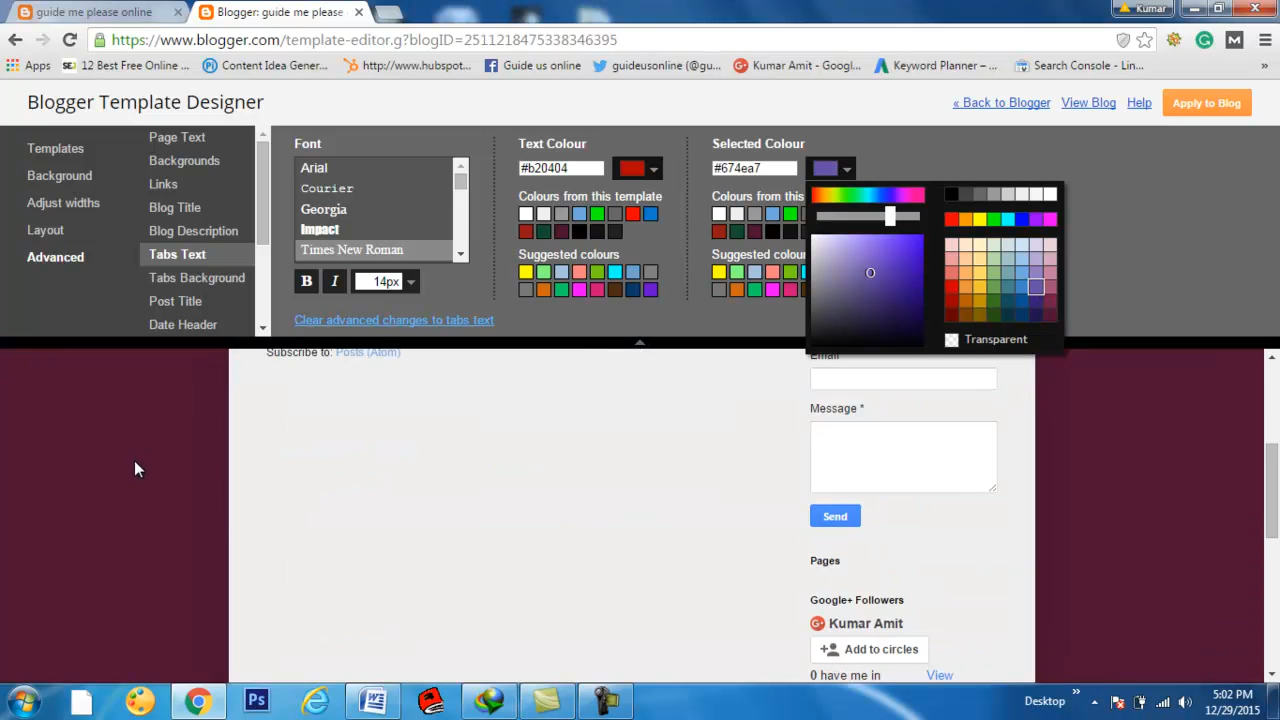 guide me please online
Blogger: guide me please
Kumar
https://www.blogger.com/template-editor.g?blogID=2511218475338346395
Apps
12 Best Free Online ...
Content Idea Gener...
http://www.hubspot...
Guide us online
guideusonline (@gu...
Kumar Amit - Googl...
Keyword Planner – ...
Search Console - Lin...
»
Blogger Template Designer
« Back to Blogger
View Blog
Help
Apply to Blog
Templates
Background
Adjust widths
Layout
Advanced
Page Text
Backgrounds
Links
Blog Title
Blog Description
Tabs Text
Tabs Background
Post Title
Date Header
Font
Arial
Courier
Georgia
Impact
Times New Roman
B
I
14px
Clear advanced changes to tabs text
Text Colour
#b20404
Colours from this template
Suggested colours
Selected Colour
#674ea7
Colours from this
Suggested colours
Transparent
Subscribe to: Posts (Atom)
Email
Message *
Send
Pages
Google+ Followers
Kumar Amit
Add to circles
0 have me in
View
Ps
Desktop
»
5:02 PM
12/29/2015